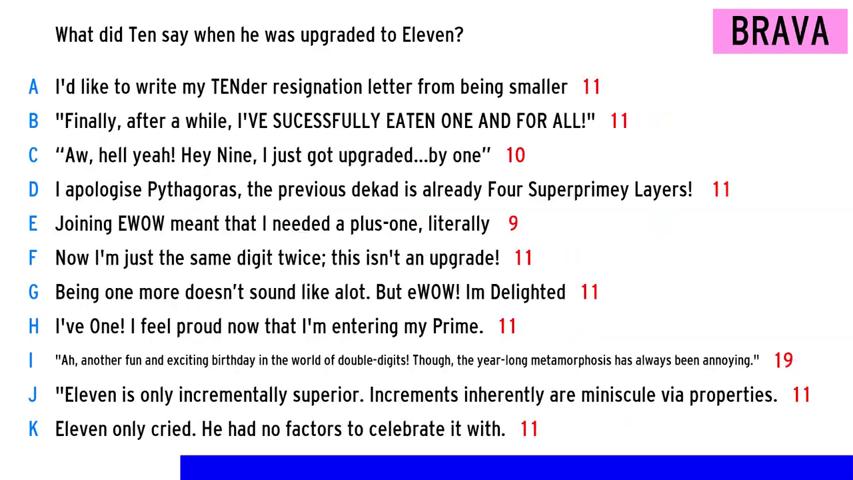 What did Ten say when he was upgraded to Eleven?
BRAVA
A I'd like to write my TENder resignation letter from being smaller 11
B "Finally, after a while, I'VE SUCESSFULLY EATEN ONE AND FOR ALL!" 11
C “Aw, hell yeah! Hey Nine, I just got upgraded...by one” 10
D I apologise Pythagoras, the previous dekad is already Four Superprimey Layers! 11
E Joining EWOW meant that I needed a plus-one, literally 9
F Now I'm just the same digit twice; this isn't an upgrade! 11
G Being one more doesn’t sound like alot. But eWOW! Im Delighted 11
H I've One! I feel proud now that I'm entering my Prime. 11
I "Ah, another fun and exciting birthday in the world of double-digits! Though, the year-long metamorphosis has always been annoying." 19
J "Eleven is only incrementally superior. Increments inherently are miniscule via properties. 11
K Eleven only cried. He had no factors to celebrate it with. 11